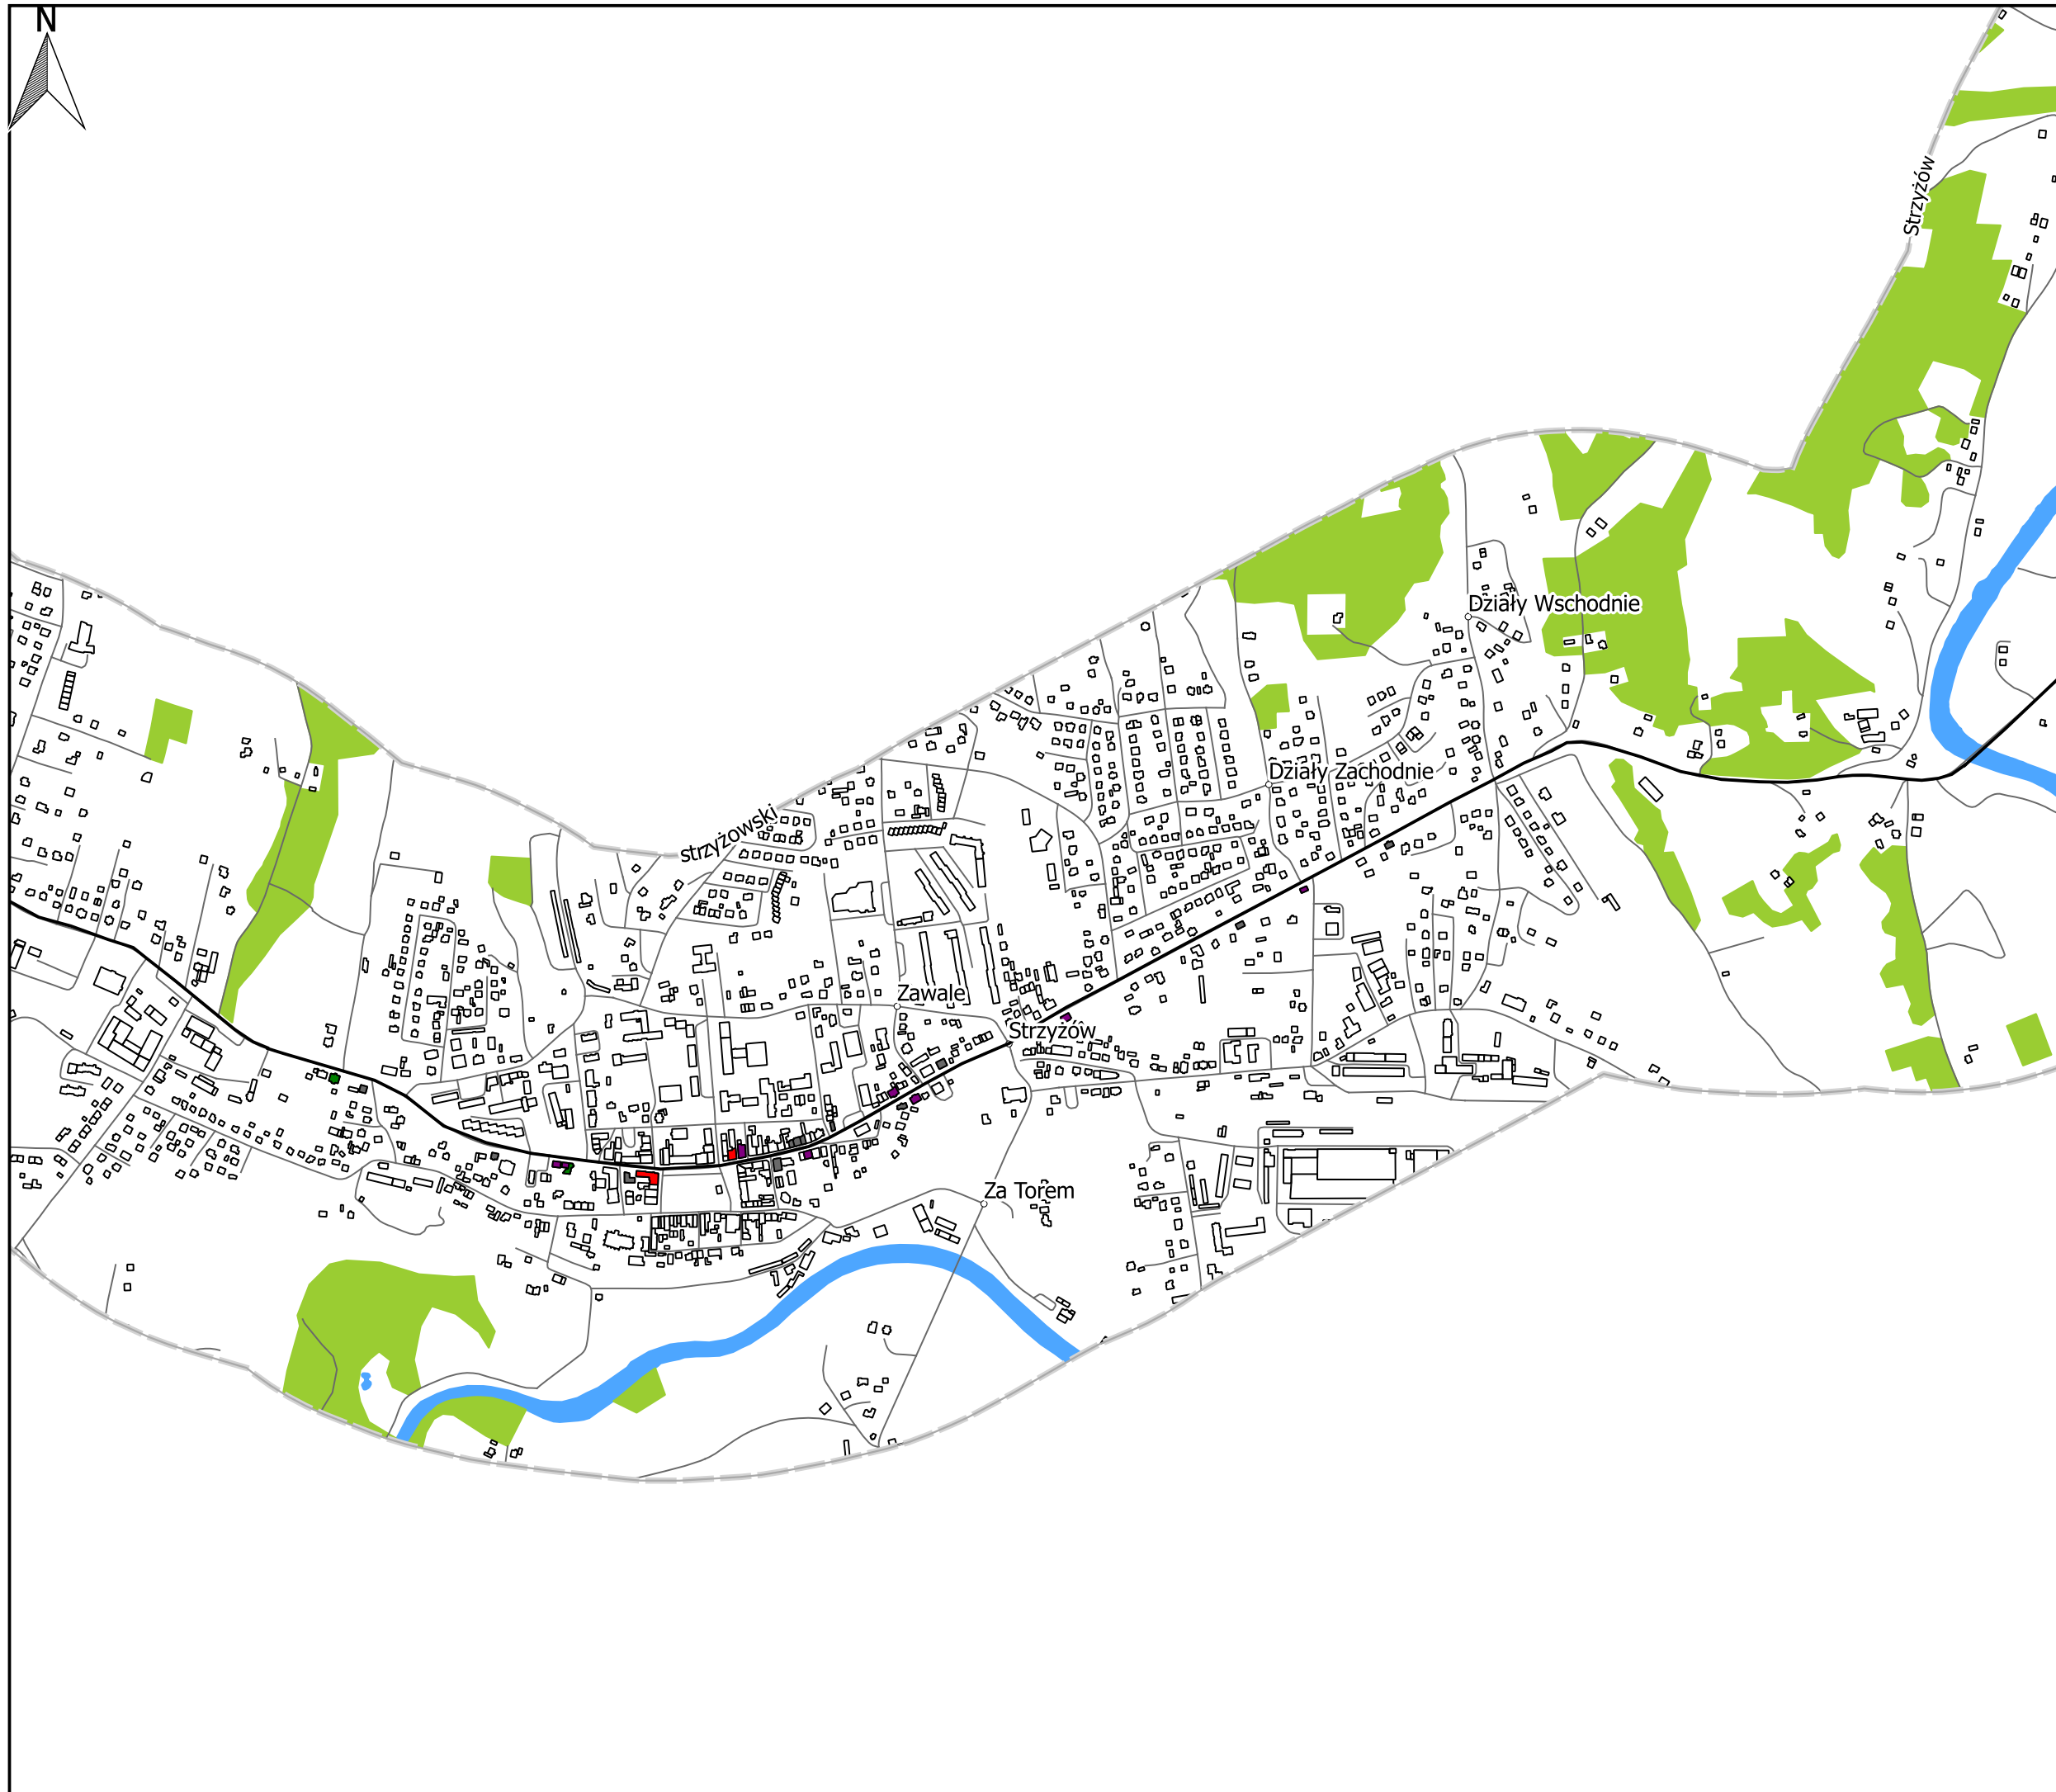 N
Strzyżów
Działy Wschodnie
Działy Zachodnie
strzyżowski
Zawale
Strzyżów
Za Torem